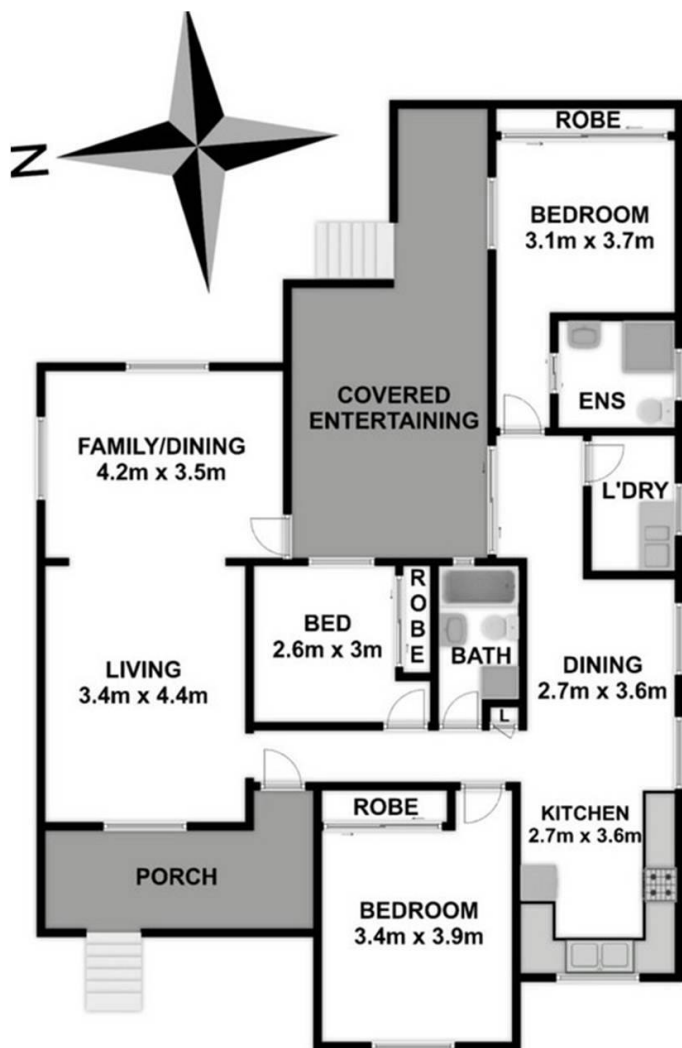 N
ROBE
BEDROOM
3.1m x 3.7m
COVERED
ENTERTAINING
ENS
FAMILY/DINING
4.2m x 3.5m
L'DRY
ROBE
BED
2.6m x 3m
BATH
LIVING
3.4m x 4.4m
DINING
2.7m x 3.6m
L
ROBE
KITCHEN
2.7m x 3.6m
PORCH
BEDROOM
3.4m x 3.9m